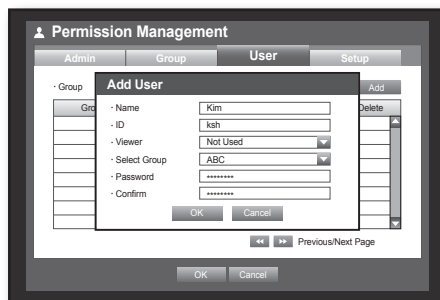 Permission Management
Admin Group User Setup
· Group Add
Add User
Gro Delete
· Name Kim
· ID ksh
· Viewer Not Used
· Select Group ABC
· Password ********
· Confirm ********
OK Cancel
Previous/Next Page
OK Cancel